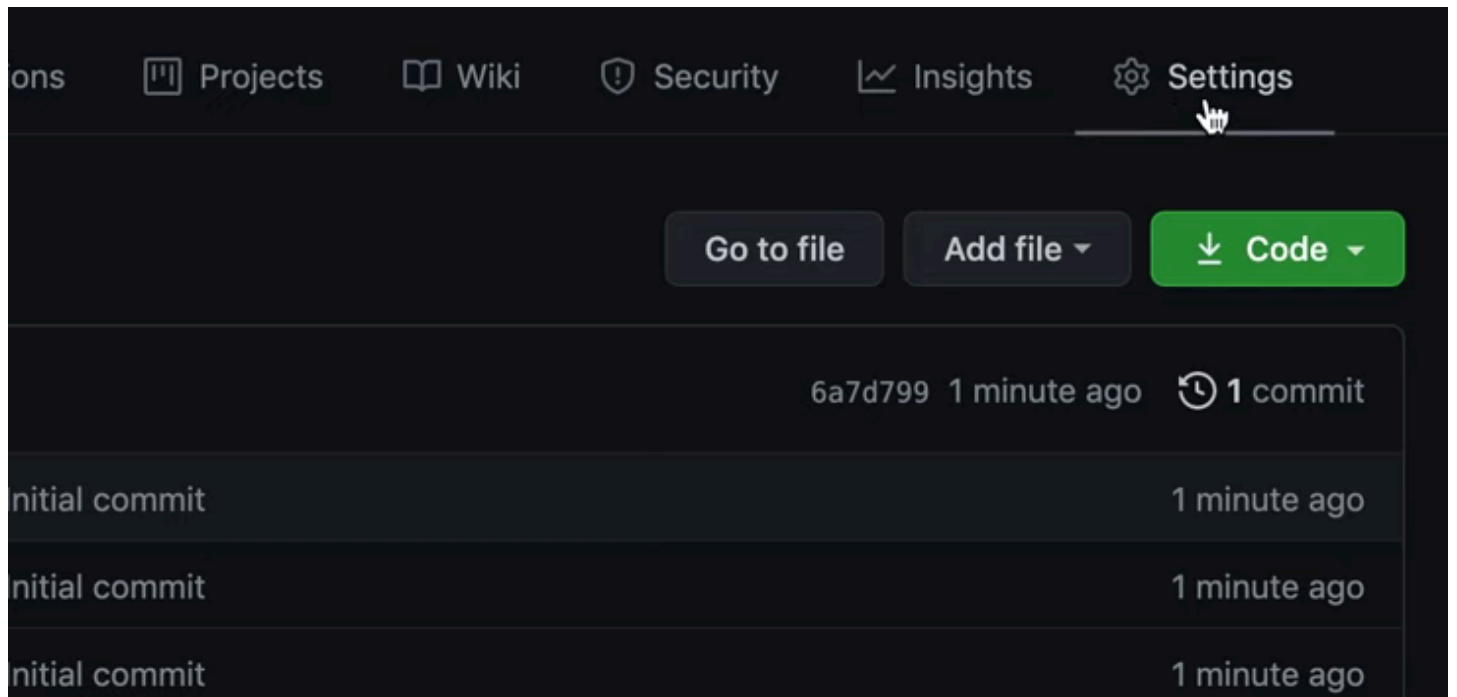 ons Projects Wiki Security Insights Settings
Go to file Add file Code
6a7d799 1 minute ago 1 commit
nitial commit 1 minute ago
nitial commit 1 minute ago
nitial commit 1 minute ago